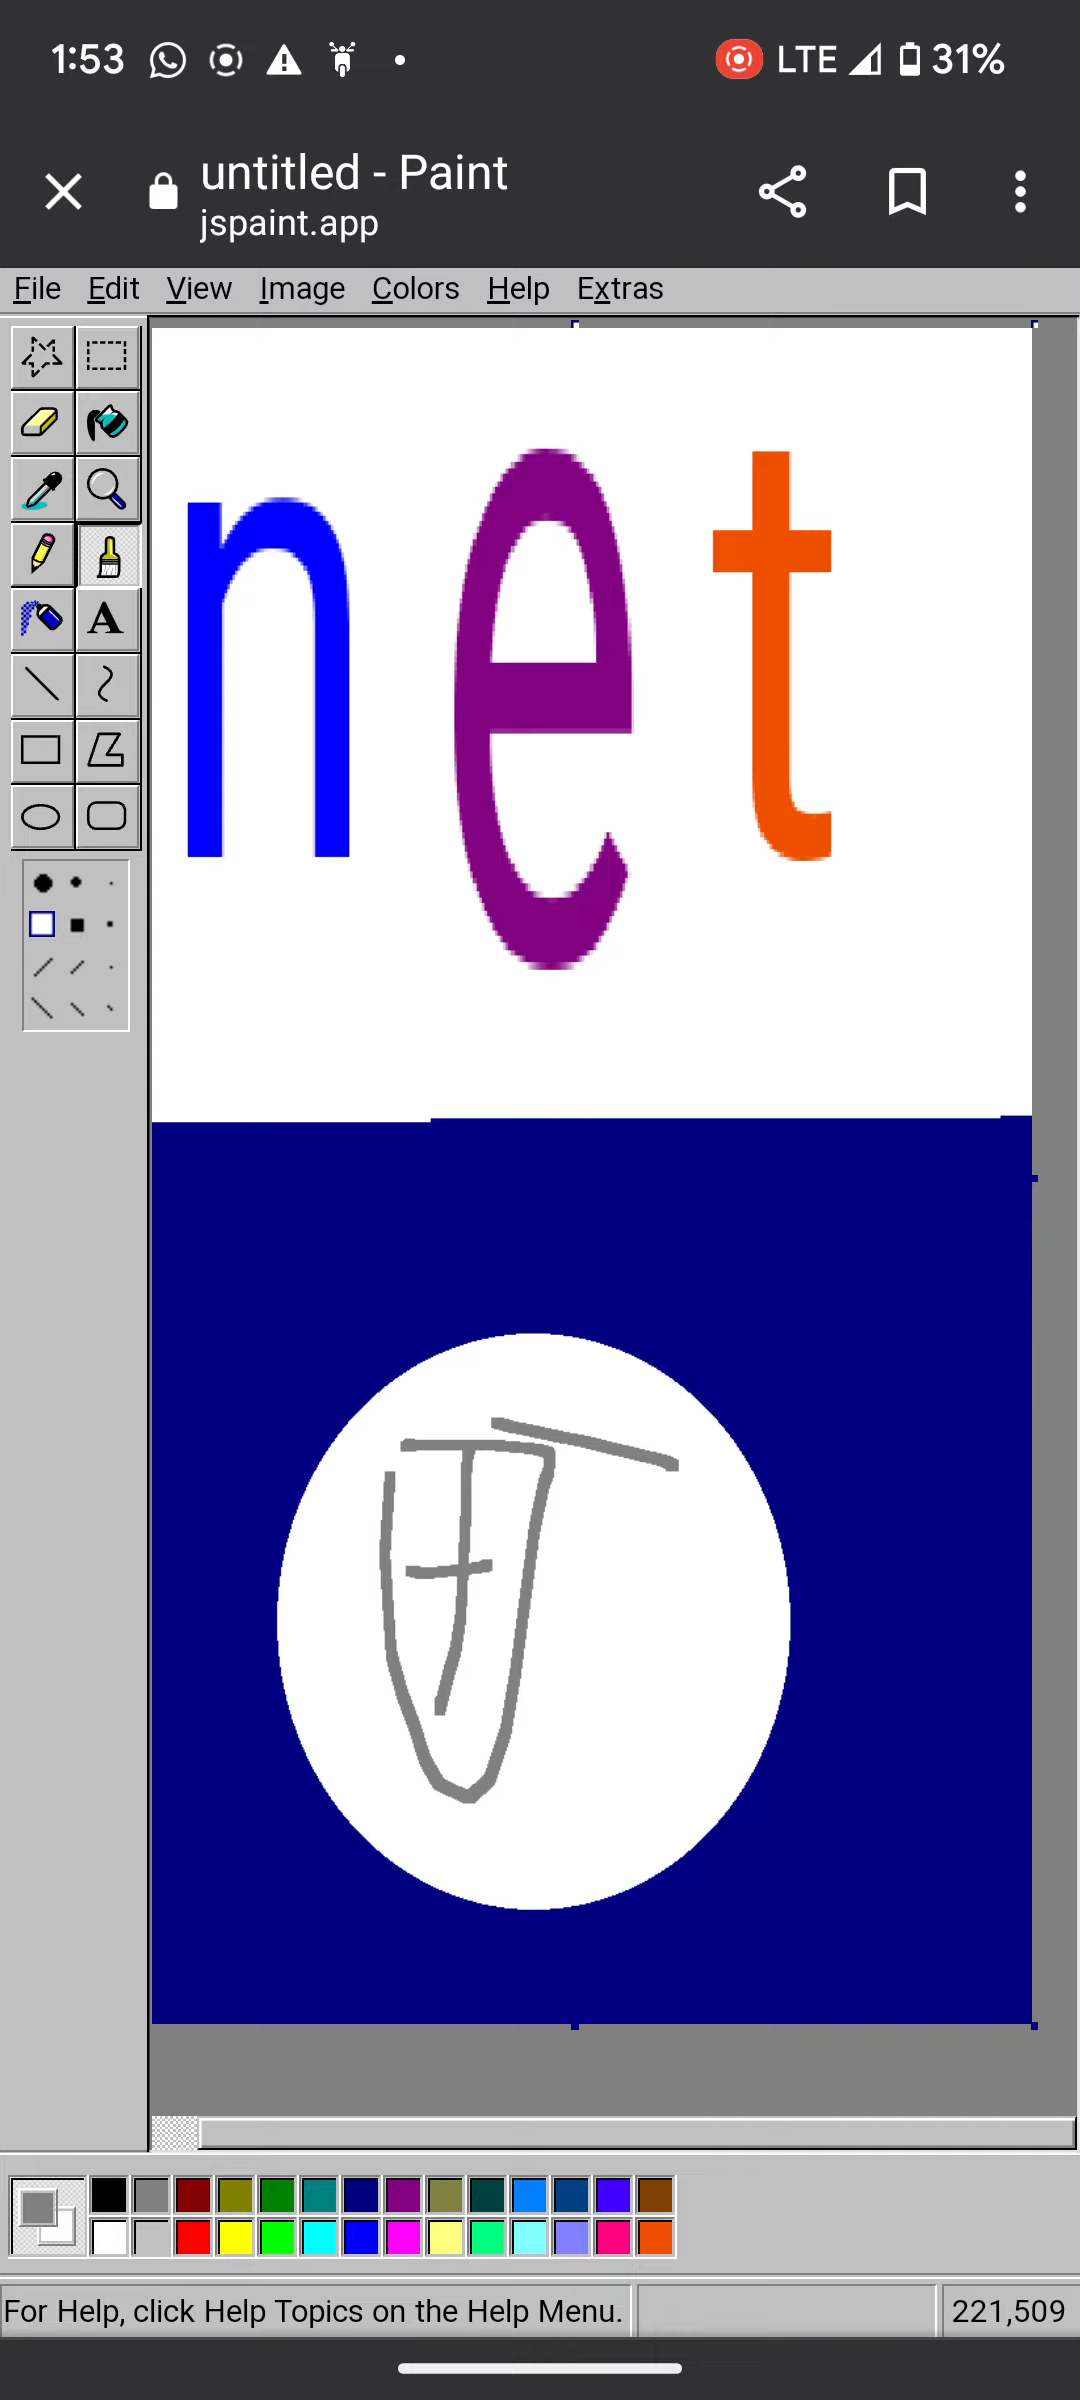 1:53 LTE 31%
untitled - Paint
jspaint.app
File Edit View Image Colors Help Extras
A
net
For Help, click Help Topics on the Help Menu. 221,509